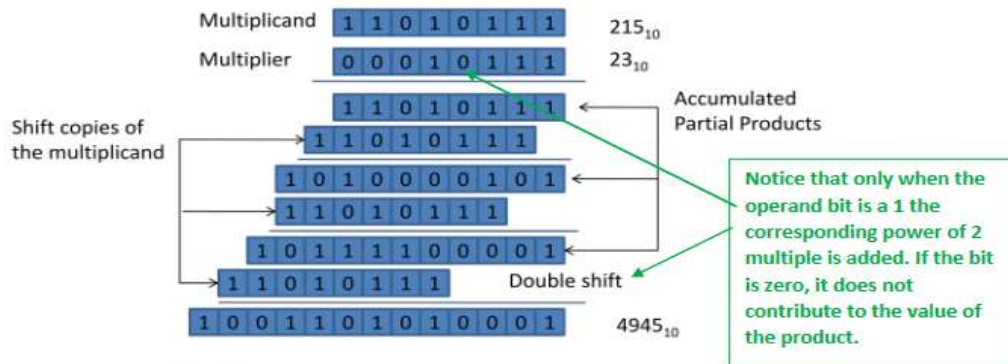 Multiplicand 1 1 0 1 0 1 1 1 215₁₀
Multiplier 0 0 0 1 0 1 1 1 23₁₀
1 1 0 1 0 1 1 1
Accumulated
Partial Products
Shift copies of
the multiplicand
1 1 0 1 0 1 1 1
1 0 1 0 0 0 0 1 0 1
1 1 0 1 0 1 1 1
1 0 1 1 1 1 1 0 0 0 1
Double shift
1 1 0 1 0 1 1 1
1 0 0 1 1 0 1 0 1 0 0 0 1 4945₁₀
Notice that only when the
operand bit is a 1 the
corresponding power of 2
multiple is added. If the bit
is zero, it does not
contribute to the value of
the product.